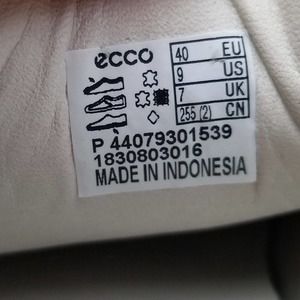 ecco
40 EU
9 US
7 UK
255 (2) CN
P 44079301539
1830803016
MADE IN INDONESIA